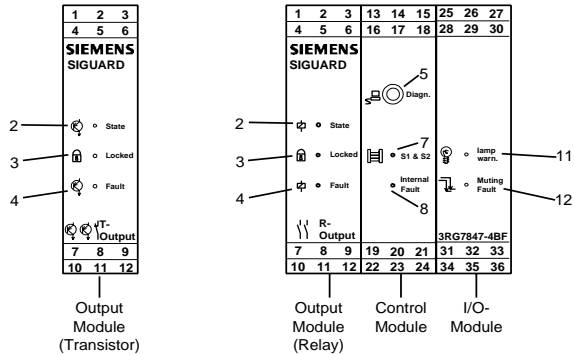 1 2 3
4 5 6
SIEMENS
SIGUARD
2
State
3
Locked
4
Fault
T-
Output
7 8 9
10 11 12
Output
Module
(Transistor)
1 2 3 13 14 15 25 26 27
4 5 6 16 17 18 28 29 30
SIEMENS
SIGUARD
5
Diagn.
2
State
7
3
Locked
S1 & S2
lamp
warn.
11
4
Fault
Internal
Fault
8
Muting
Fault
12
R-
Output
3RG7847-4BF
7 8 9 19 20 21 31 32 33
10 11 12 22 23 24 34 35 36
Output
Module
(Relay)
Control
Module
I/O-
Module